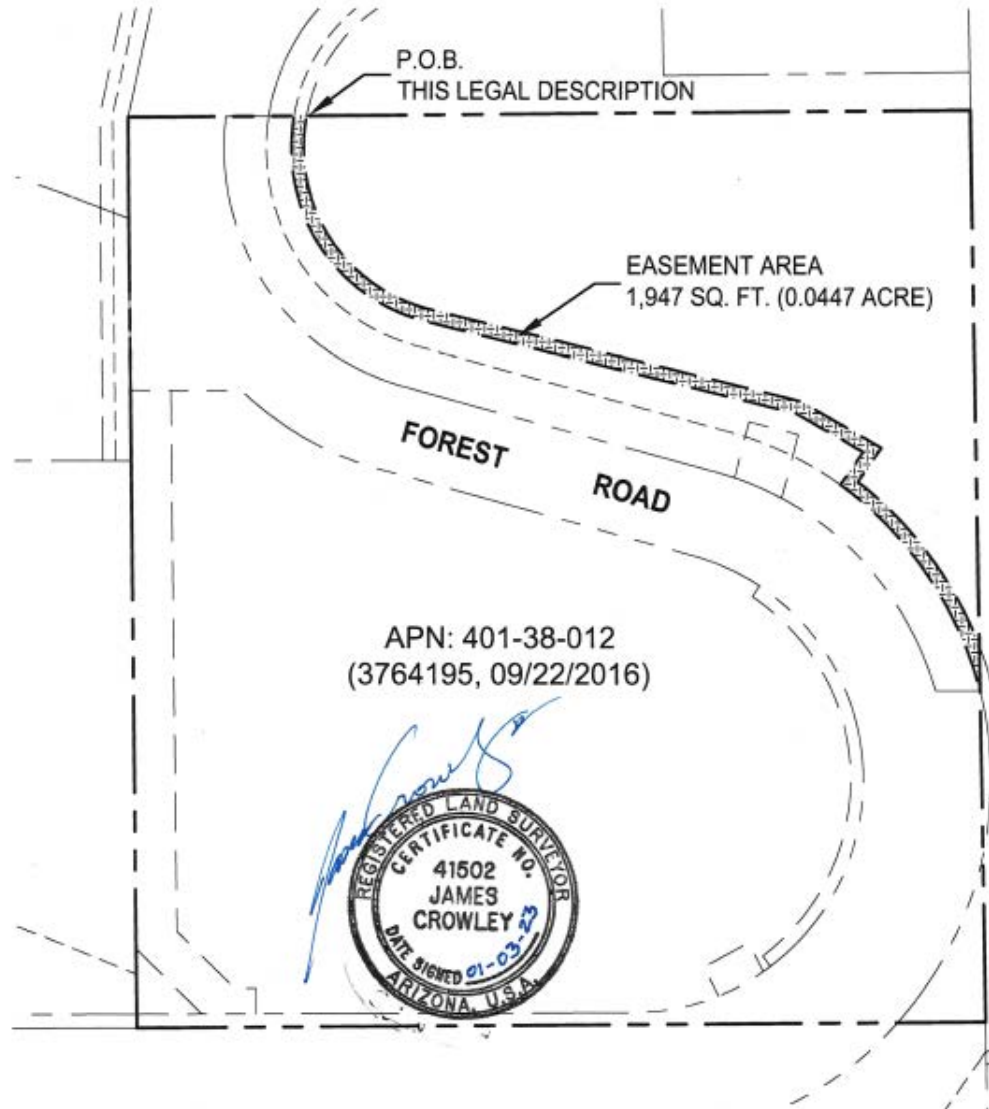 P.O.B.
THIS LEGAL DESCRIPTION
EASEMENT AREA
1,947 SQ. FT. (0.0447 ACRE)
FOREST ROAD
APN: 401-38-012
(3764195, 09/22/2016)
REGISTERED LAND SURVEYOR
CERTIFICATE NO.
41502
JAMES
CROWLEY
DATE SIGNED 01-03-23
ARIZONA, U.S.A.